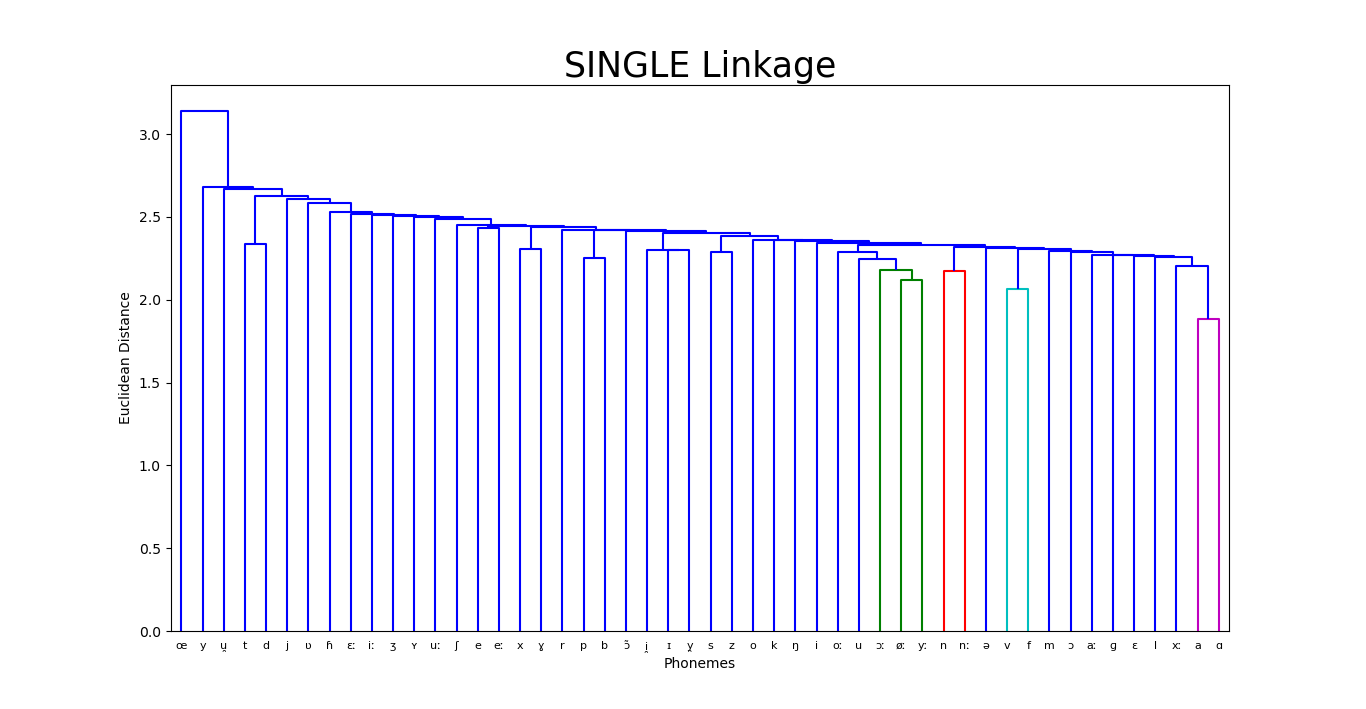 SINGLE Linkage
3.0
2.5
2.0
1.5
1.0
0.5
0.0
Euclidean Distance
œ y u̯ t d j ʋ ɦ ɛː iː ʒ ʏ uː ʃ e eː x ɣ r p b ɔ̃ i̯ ɪ y̯ s z o k ŋ i oː u ɔː øː yː n nː ə v f m ɔ aː ɡ ɛ l xː a ɑ
Phonemes